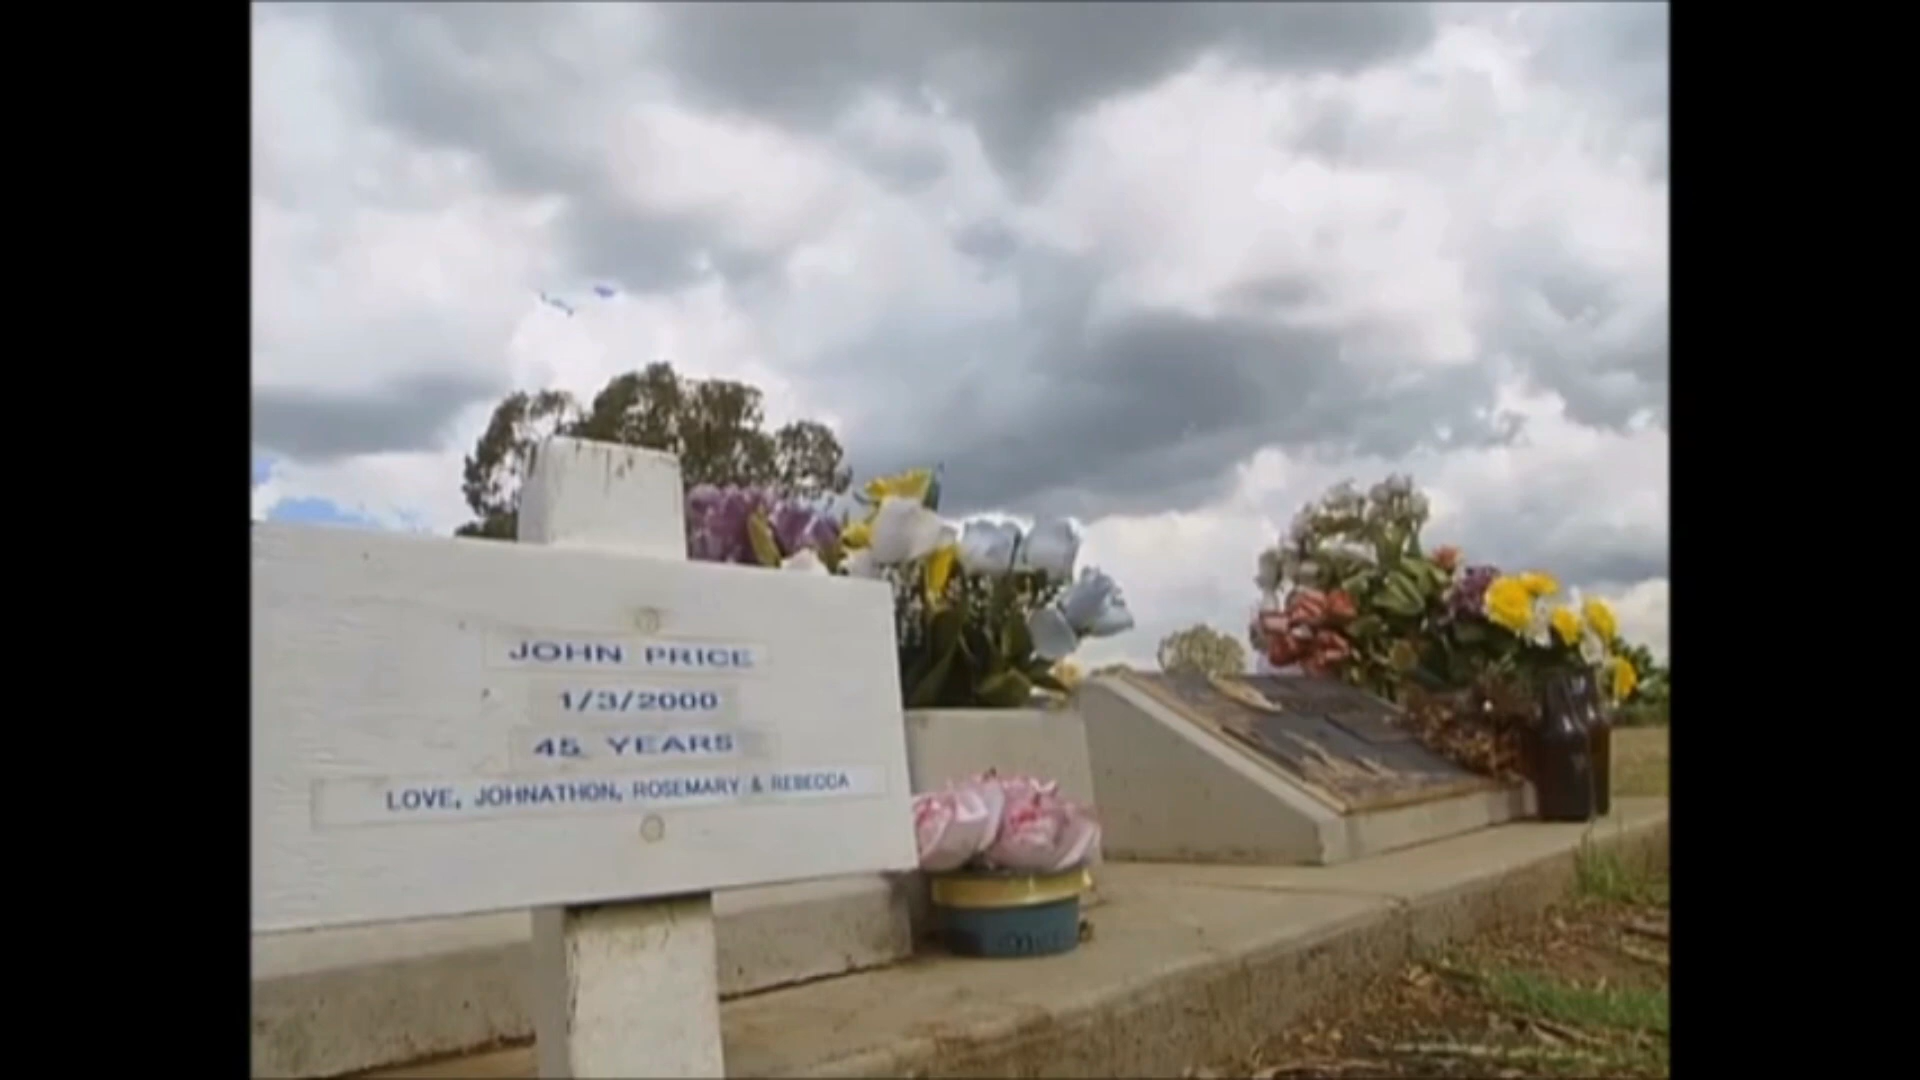 JOHN PRICE
1/3/2000
45 YEARS
LOVE, JOHNATHON, ROSEMARY & REBECCA